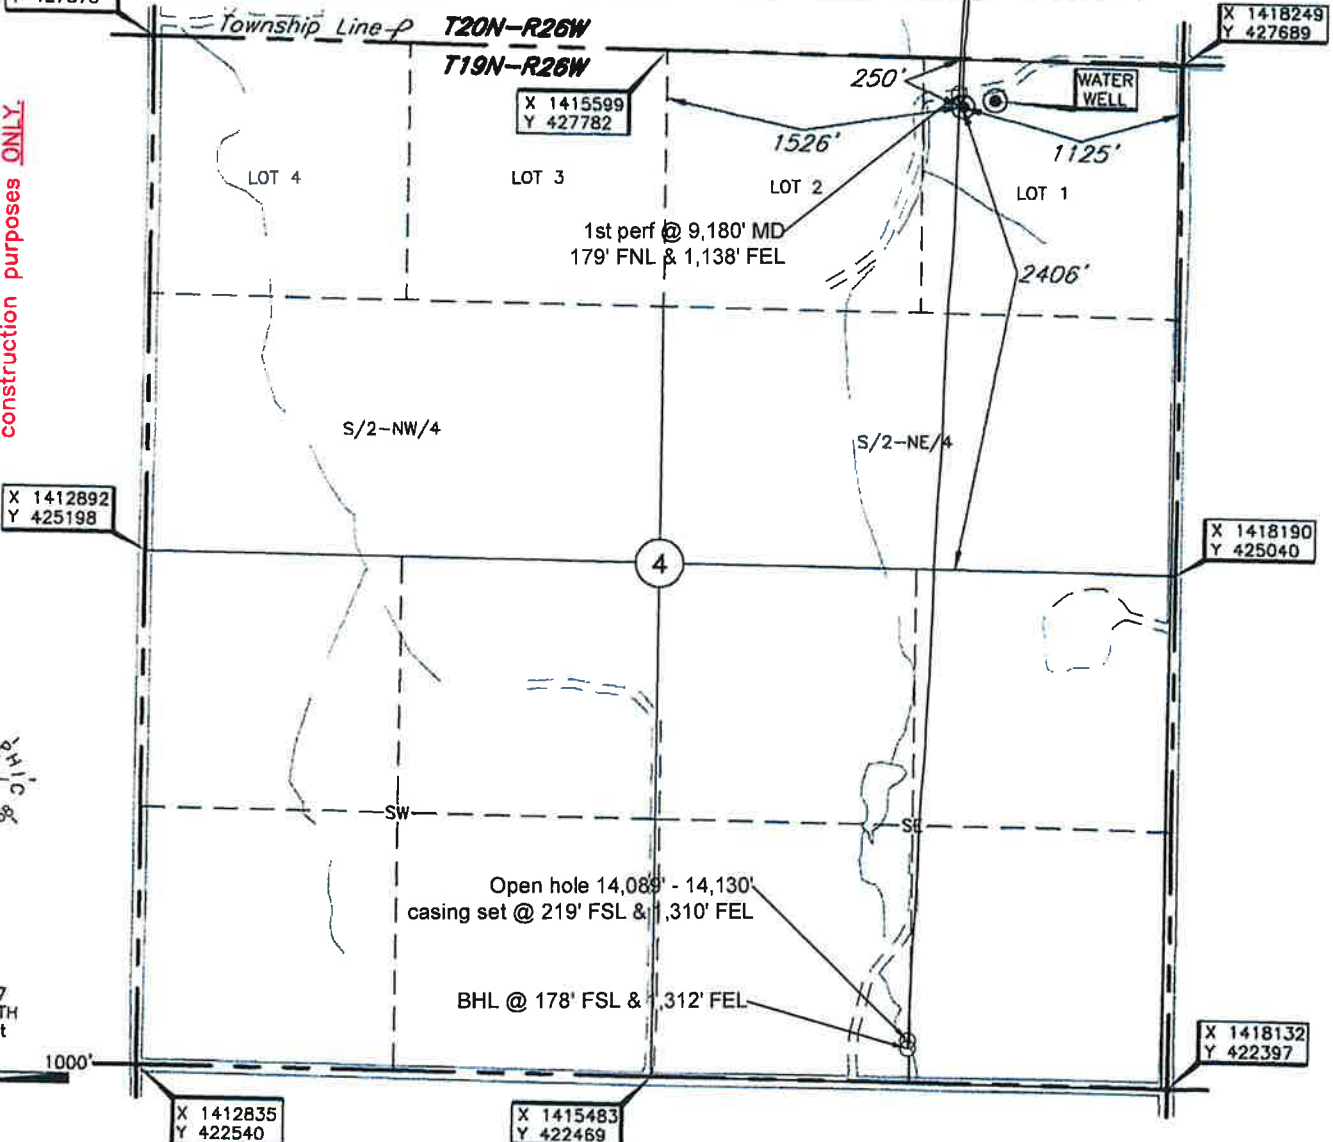 X 1418249
Y 427689
Township Line
T20N-R26W
T19N-R26W
250'
WATER
WELL
X 1415599
Y 427782
1526'
1125'
LOT 4
LOT 3
LOT 2
LOT 1
1st perf @ 9,180' MD
179' FNL & 1,138' FEL
2406'
construction purposes ONLY.
S/2-NW/4
S/2-NE/4
X 1412892
Y 425198
X 1418190
Y 425040
4
SW
SE
Open hole 14,089' - 14,130'
casing set @ 219' FSL & 1,310' FEL
BHL @ 178' FSL & 1,312' FEL
1000'
X 1418132
Y 422397
X 1412835
Y 422540
X 1415483
Y 422469